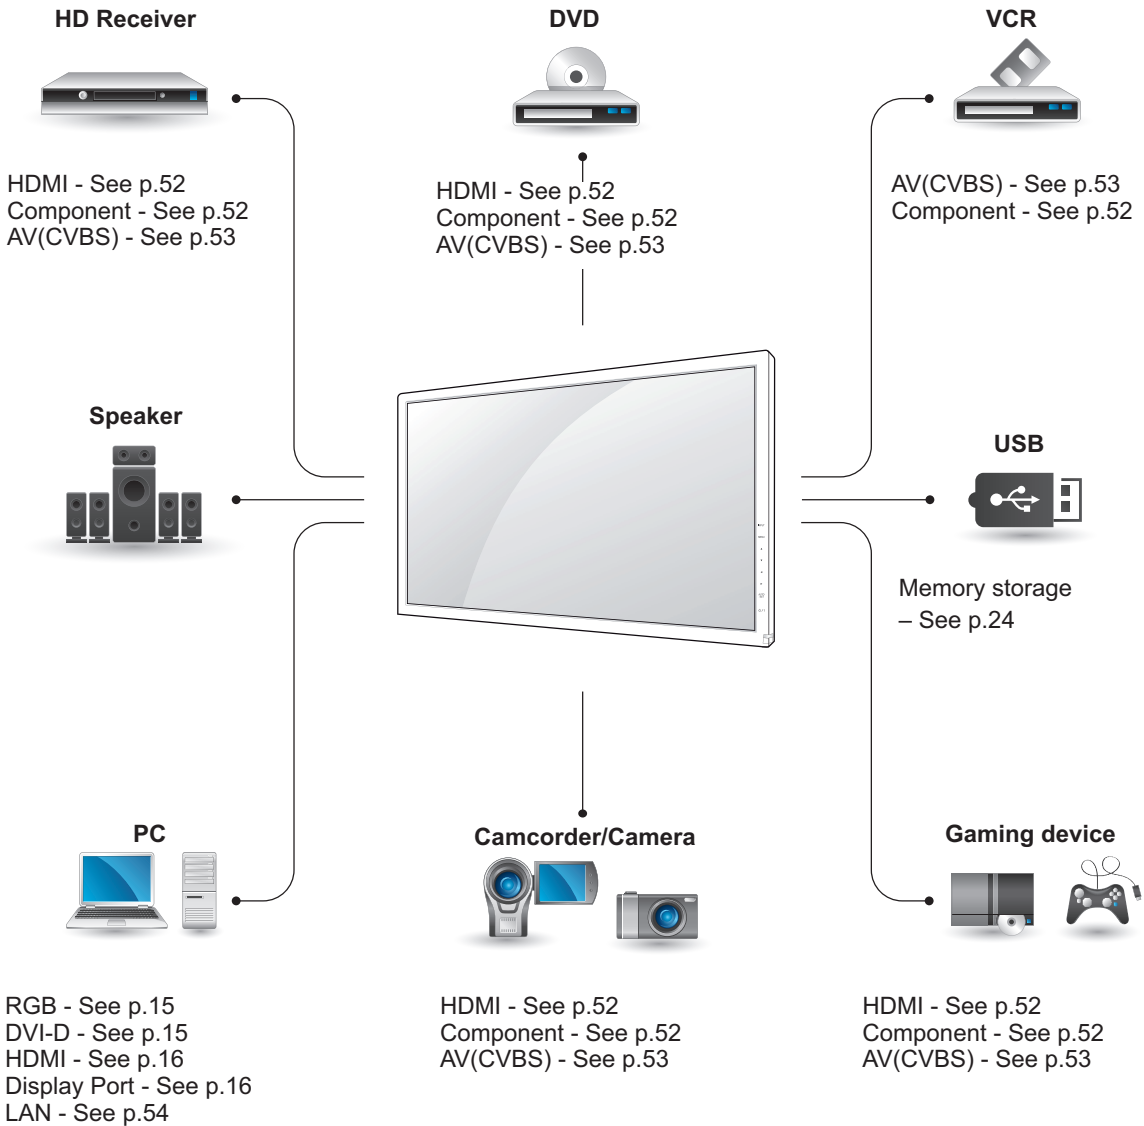 HD Receiver
HDMI - See p.52
Component - See p.52
AV(CVBS) - See p.53
DVD
HDMI - See p.52
Component - See p.52
AV(CVBS) - See p.53
VCR
AV(CVBS) - See p.53
Component - See p.52
Speaker
USB
Memory storage
– See p.24
PC
RGB - See p.15
DVI-D - See p.15
HDMI - See p.16
Display Port - See p.16
LAN - See p.54
Camcorder/Camera
HDMI - See p.52
Component - See p.52
AV(CVBS) - See p.53
Gaming device
HDMI - See p.52
Component - See p.52
AV(CVBS) - See p.53